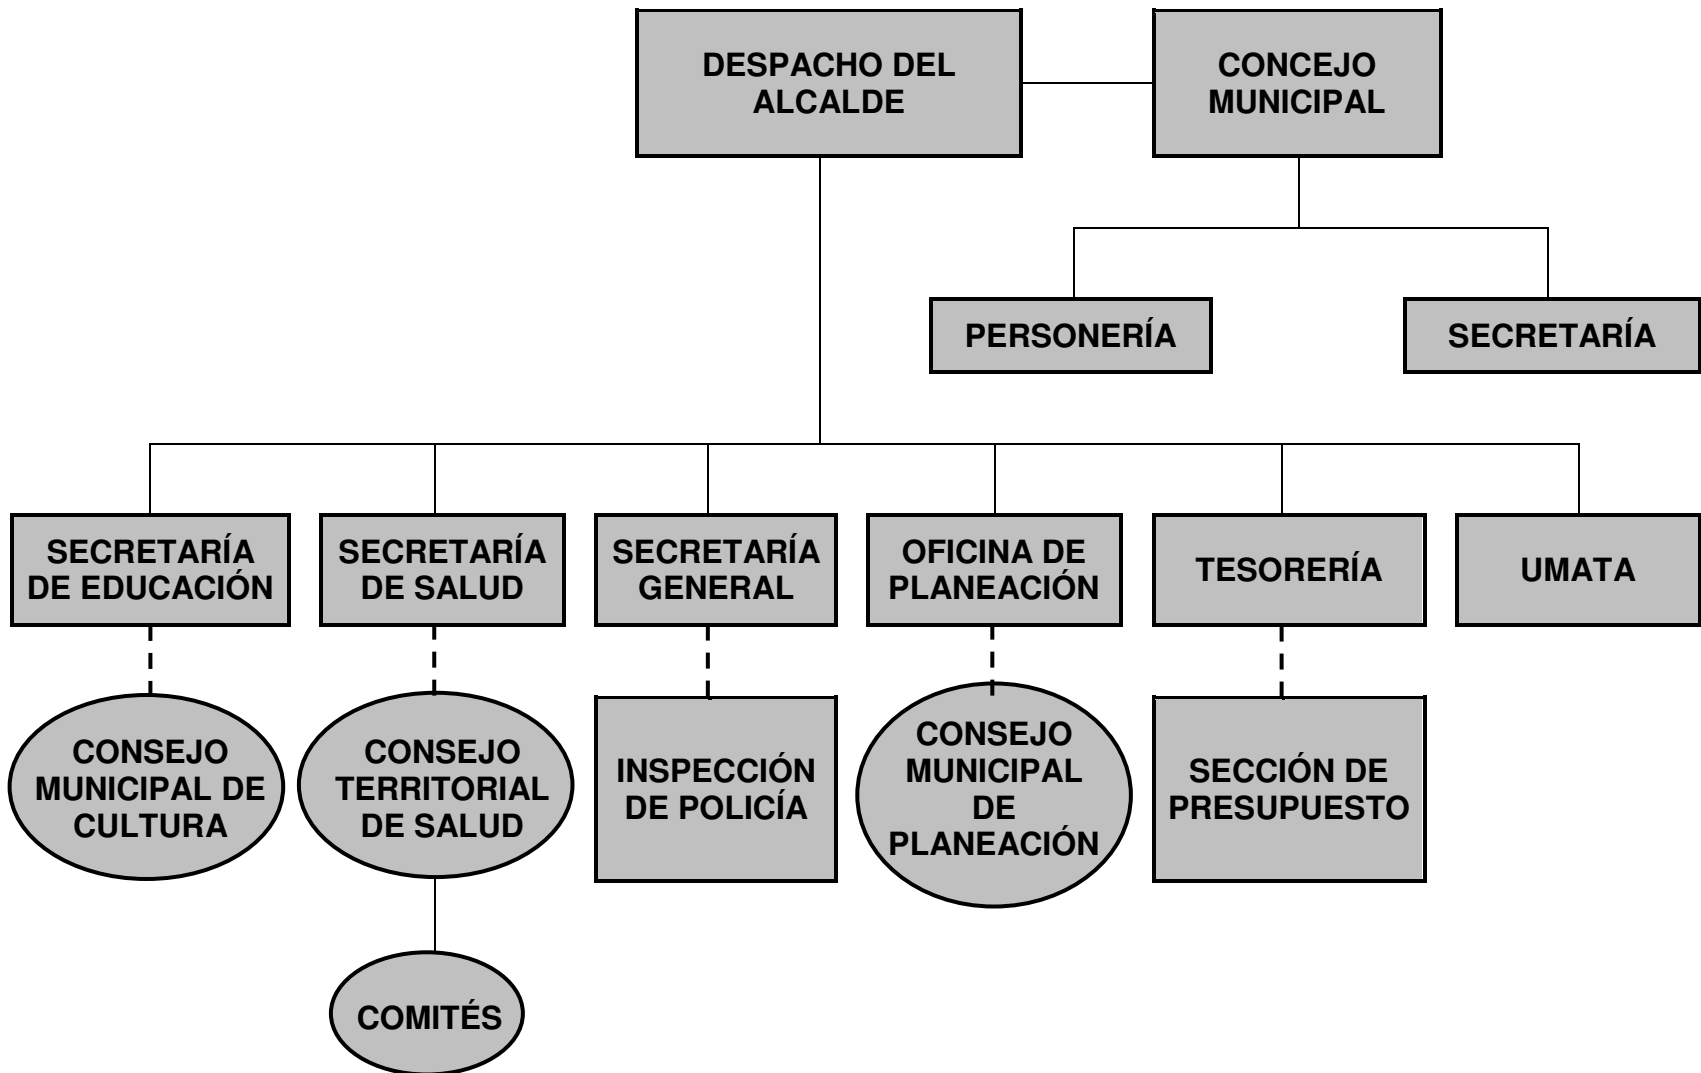 DESPACHO DEL
ALCALDE
CONCEJO
MUNICIPAL
PERSONERÍA
SECRETARÍA
SECRETARÍA
DE EDUCACIÓN
SECRETARÍA
DE SALUD
SECRETARÍA
GENERAL
OFICINA DE
PLANEACIÓN
TESORERÍA
UMATA
CONSEJO
MUNICIPAL DE
CULTURA
CONSEJO
TERRITORIAL
DE SALUD
INSPECCIÓN
DE POLICÍA
CONSEJO
MUNICIPAL
DE
PLANEACIÓN
SECCIÓN DE
PRESUPUESTO
COMITÉS